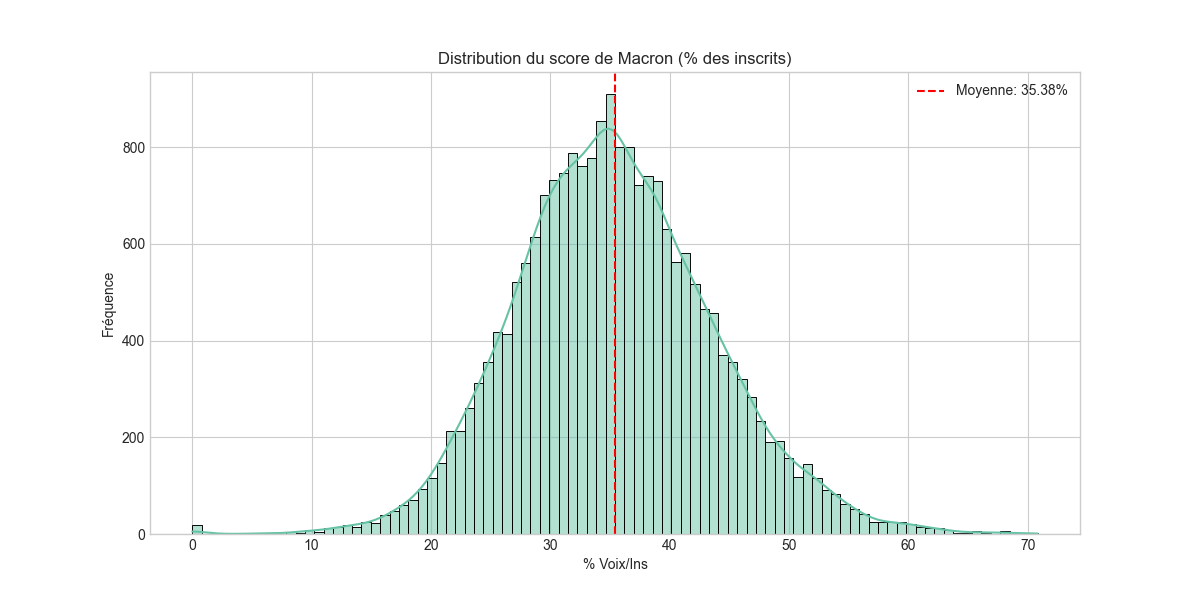 Distribution du score de Macron (% des inscrits)
Moyenne: 35.38%
Fréquence
800
600
400
200
0
0 10 20 30 40 50 60 70
% Voix/Ins